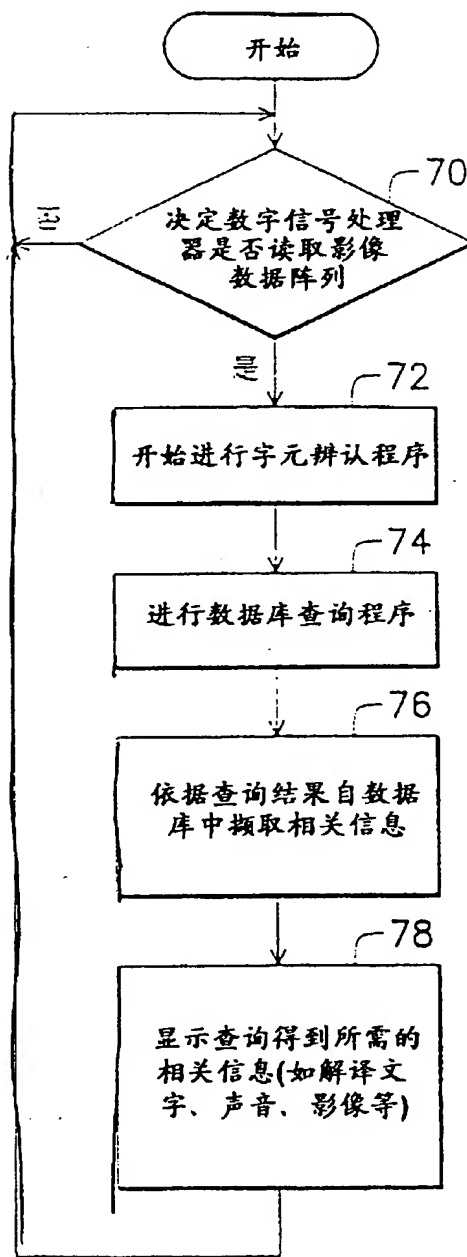 开始
70
决定数字信号处理
器是否读取影像
数据阵列
否
是
72
开始进行字元辨认程序
74
进行数据库查询程序
76
依据查询结果自数据
库中撷取相关信息
78
显示查询得到所需的
相关信息(如解译文
字、声音、影像等)